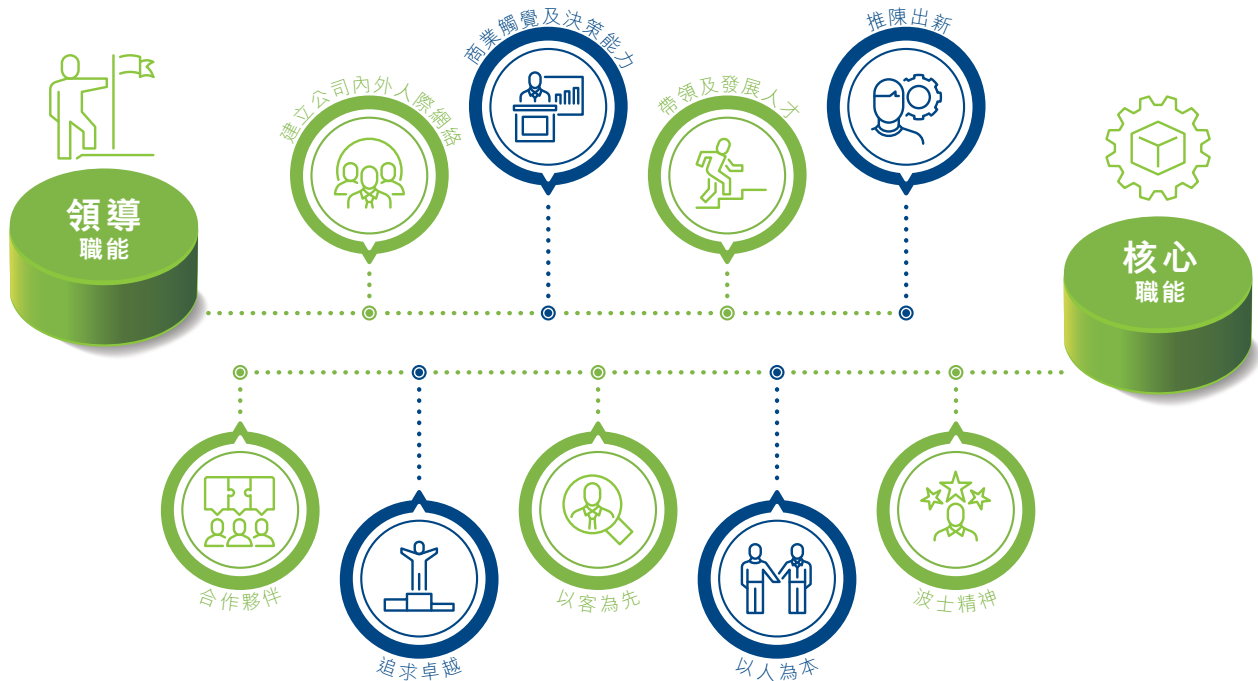 領導
職能
建立公司內外人際網絡
商業觸覺及決策能力
帶領及發展人才
推陳出新
核心
職能
合作夥伴
追求卓越
以客為先
以人為本
波士精神